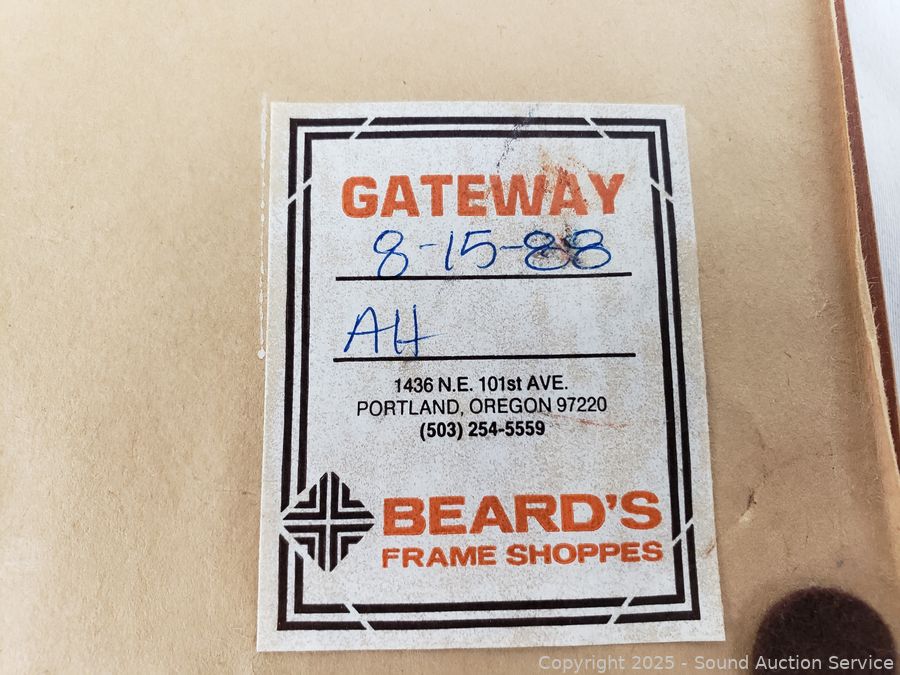 GATEWAY
8-15-88
AH
1436 N.E. 101st AVE.
PORTLAND, OREGON 97220
(503) 254-5559
BEARD'S
FRAME SHOPPES
Copyright 2025 - Sound Auction Service